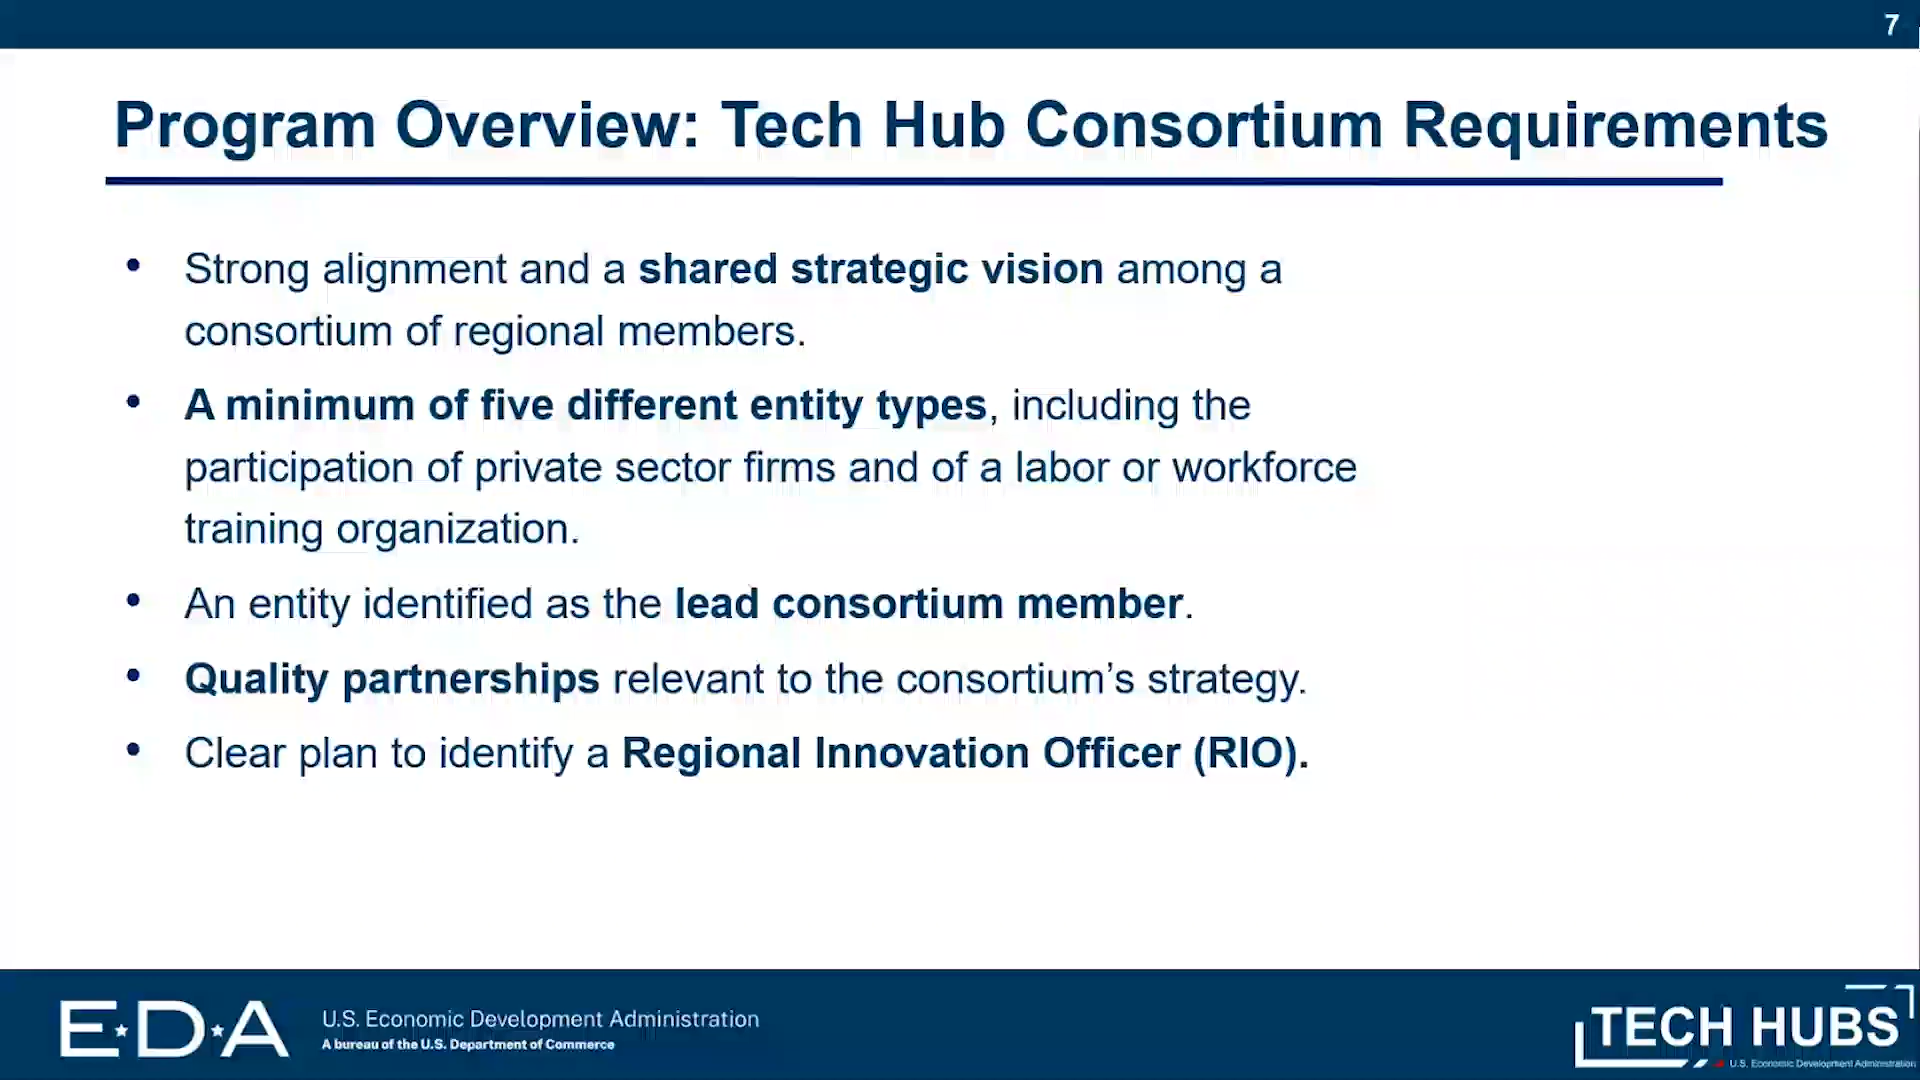 7
Program Overview: Tech Hub Consortium Requirements
• Strong alignment and a shared strategic vision among a
consortium of regional members.
• A minimum of five different entity types, including the
participation of private sector firms and of a labor or workforce
training organization.
• An entity identified as the lead consortium member.
• Quality partnerships relevant to the consortium’s strategy.
• Clear plan to identify a Regional Innovation Officer (RIO).
E★D★A
U.S. Economic Development Administration
A bureau of the U.S. Department of Commerce
TECH HUBS
U.S. Economic Development Administration